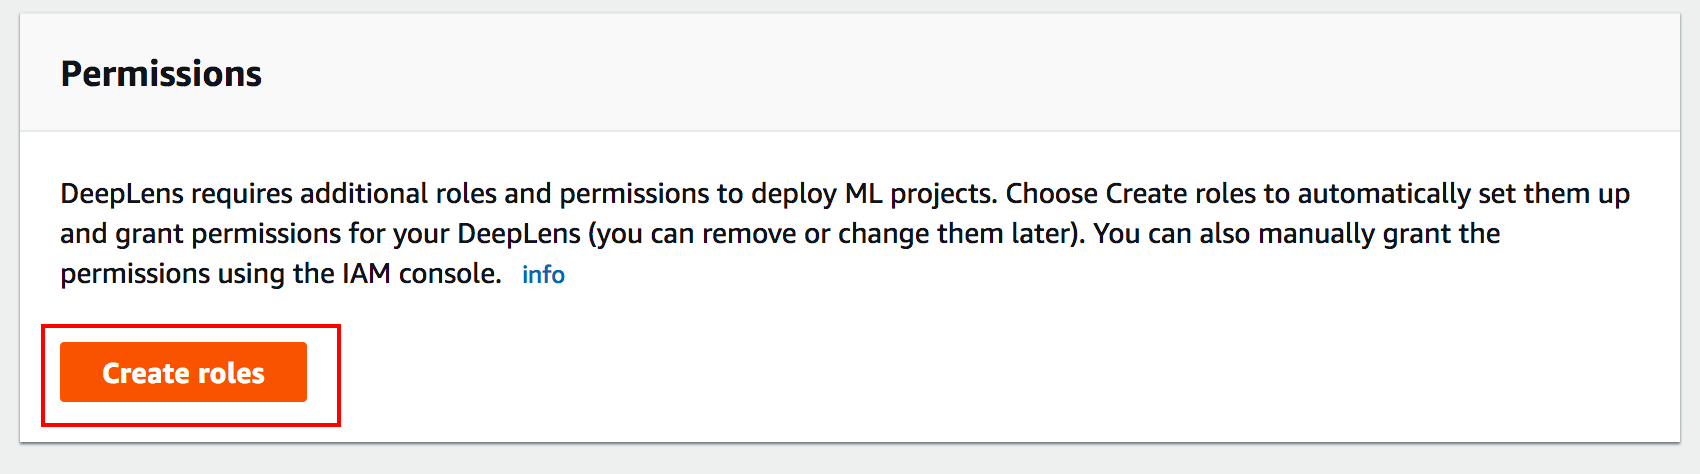 Permissions
DeepLens requires additional roles and permissions to deploy ML projects. Choose Create roles to automatically set them up
and grant permissions for your DeepLens (you can remove or change them later). You can also manually grant the
permissions using the IAM console. info
Create roles